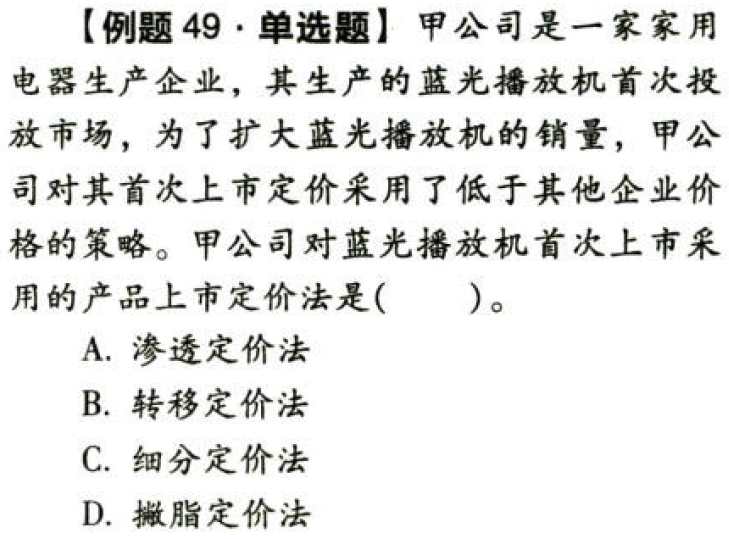 【例题 49·单选题】甲公司是一家家用
电器生产企业，其生产的蓝光播放机首次投
放市场，为了扩大蓝光播放机的销量，甲公
司对其首次上市定价采用了低于其他企业价
格的策略。甲公司对蓝光播放机首次上市采
用的产品上市定价法是(　　)。
A. 渗透定价法
B. 转移定价法
C. 细分定价法
D. 撇脂定价法